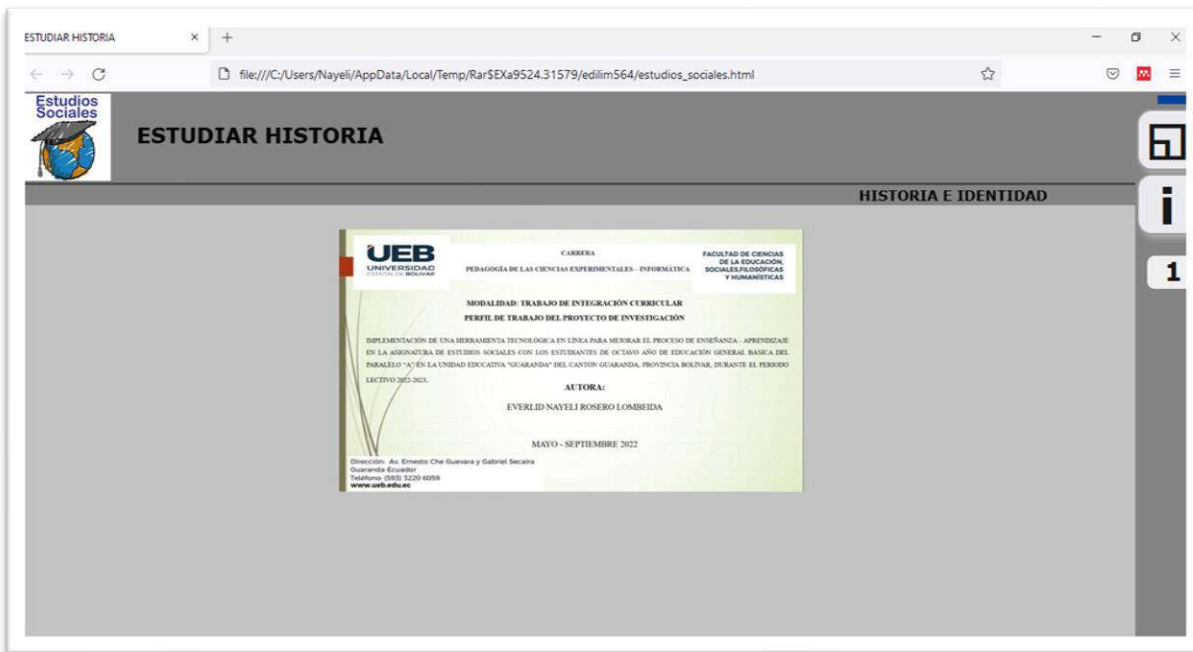 ESTUDIAR HISTORIA
file:///C:/Users/Nayeli/AppData/Local/Temp/Rar$EXa9524.31579/edilim564/estudios_sociales.html
Estudios
Sociales
ESTUDIAR HISTORIA
HISTORIA E IDENTIDAD
i
1
UEB
UNIVERSIDAD
ESTATAL DE BOLÍVAR
CARRERA
PEDAGOGÍA DE LAS CIENCIAS EXPERIMENTALES - INFORMÁTICA
FACULTAD DE CIENCIAS
DE LA EDUCACIÓN,
SOCIALES,FILOSÓFICAS
Y HUMANÍSTICAS
MODALIDAD: TRABAJO DE INTEGRACIÓN CURRICULAR
PERFIL DE TRABAJO DEL PROYECTO DE INVESTIGACIÓN
IMPLEMENTACIÓN DE UNA HERRAMIENTA TECNOLÓGICA EN LÍNEA PARA MEJORAR EL PROCESO DE ENSEÑANZA - APRENDIZAJE
EN LA ASIGNATURA DE ESTUDIOS SOCIALES CON LOS ESTUDIANTES DE OCTAVO AÑO DE EDUCACIÓN GENERAL BÁSICA DEL
PARALELO "A" EN LA UNIDAD EDUCATIVA "GUARANDA" DEL CANTÓN GUARANDA, PROVINCIA BOLÍVAR, DURANTE EL PERIODO
LECTIVO 2022-2023.
AUTORA:
EVERLID NAYELI ROSERO LOMBEIDA
MAYO - SEPTIEMBRE 2022
Dirección: Av. Ernesto Che Guevara y Gabriel Secaira
Guaranda-Ecuador
Teléfono: (593) 3220 6059
www.ueb.edu.ec